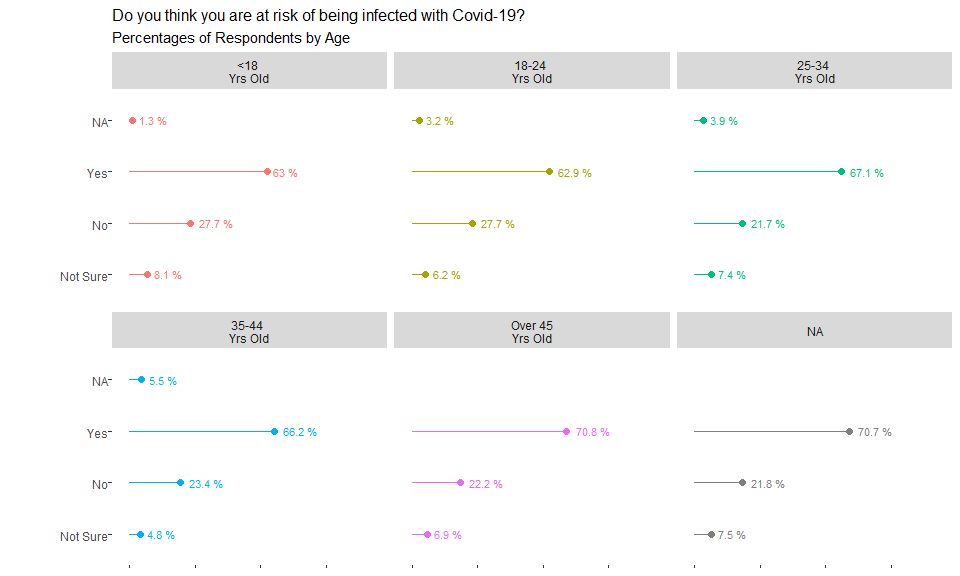 Do you think you are at risk of being infected with Covid-19?
Percentages of Respondents by Age
<18
Yrs Old
18-24
Yrs Old
25-34
Yrs Old
NA
1.3 %
3.2 %
3.9 %
Yes
63 %
62.9 %
67.1 %
No
27.7 %
27.7 %
21.7 %
Not Sure
8.1 %
6.2 %
7.4 %
35-44
Yrs Old
Over 45
Yrs Old
NA
NA
5.5 %
Yes
66.2 %
70.8 %
70.7 %
No
23.4 %
22.2 %
21.8 %
Not Sure
4.8 %
6.9 %
7.5 %